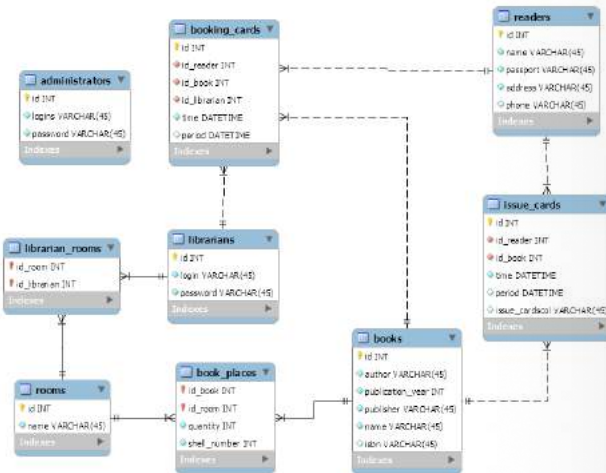 booking_cards
id INT
id_reader INT
id_book INT
id_librarian INT
time DATETIME
period DATETIME
Indexes
readers
id INT
name VARCHAR(45)
passport VARCHAR(45)
address VARCHAR(45)
phone VARCHAR(45)
Indexes
administrators
id INT
logins VARCHAR(45)
password VARCHAR(45)
Indexes
issue_cards
id INT
id_reader INT
id_book INT
time DATETIME
period DATETIME
issue_cardscol VARCHAR(45)
Indexes
librarian_rooms
id_room INT
id_librarian INT
Indexes
librarians
id INT
login VARCHAR(45)
password VARCHAR(45)
Indexes
books
id INT
author VARCHAR(45)
publication_year INT
publisher VARCHAR(45)
name VARCHAR(45)
isbn VARCHAR(45)
Indexes
book_places
id_book INT
id_room INT
quantity INT
shell_number INT
Indexes
rooms
id INT
name VARCHAR(45)
Indexes